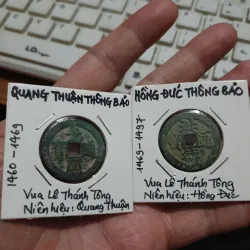 QUANG THUẬN THÔNG BẢO
1460-1469
Vua Lê Thánh Tông
Niên hiệu: Quang Thuận
HỒNG ĐỨC THÔNG BẢO
1469-1497
Vua Lê Thánh Tông
Niên hiệu: Hồng Đức